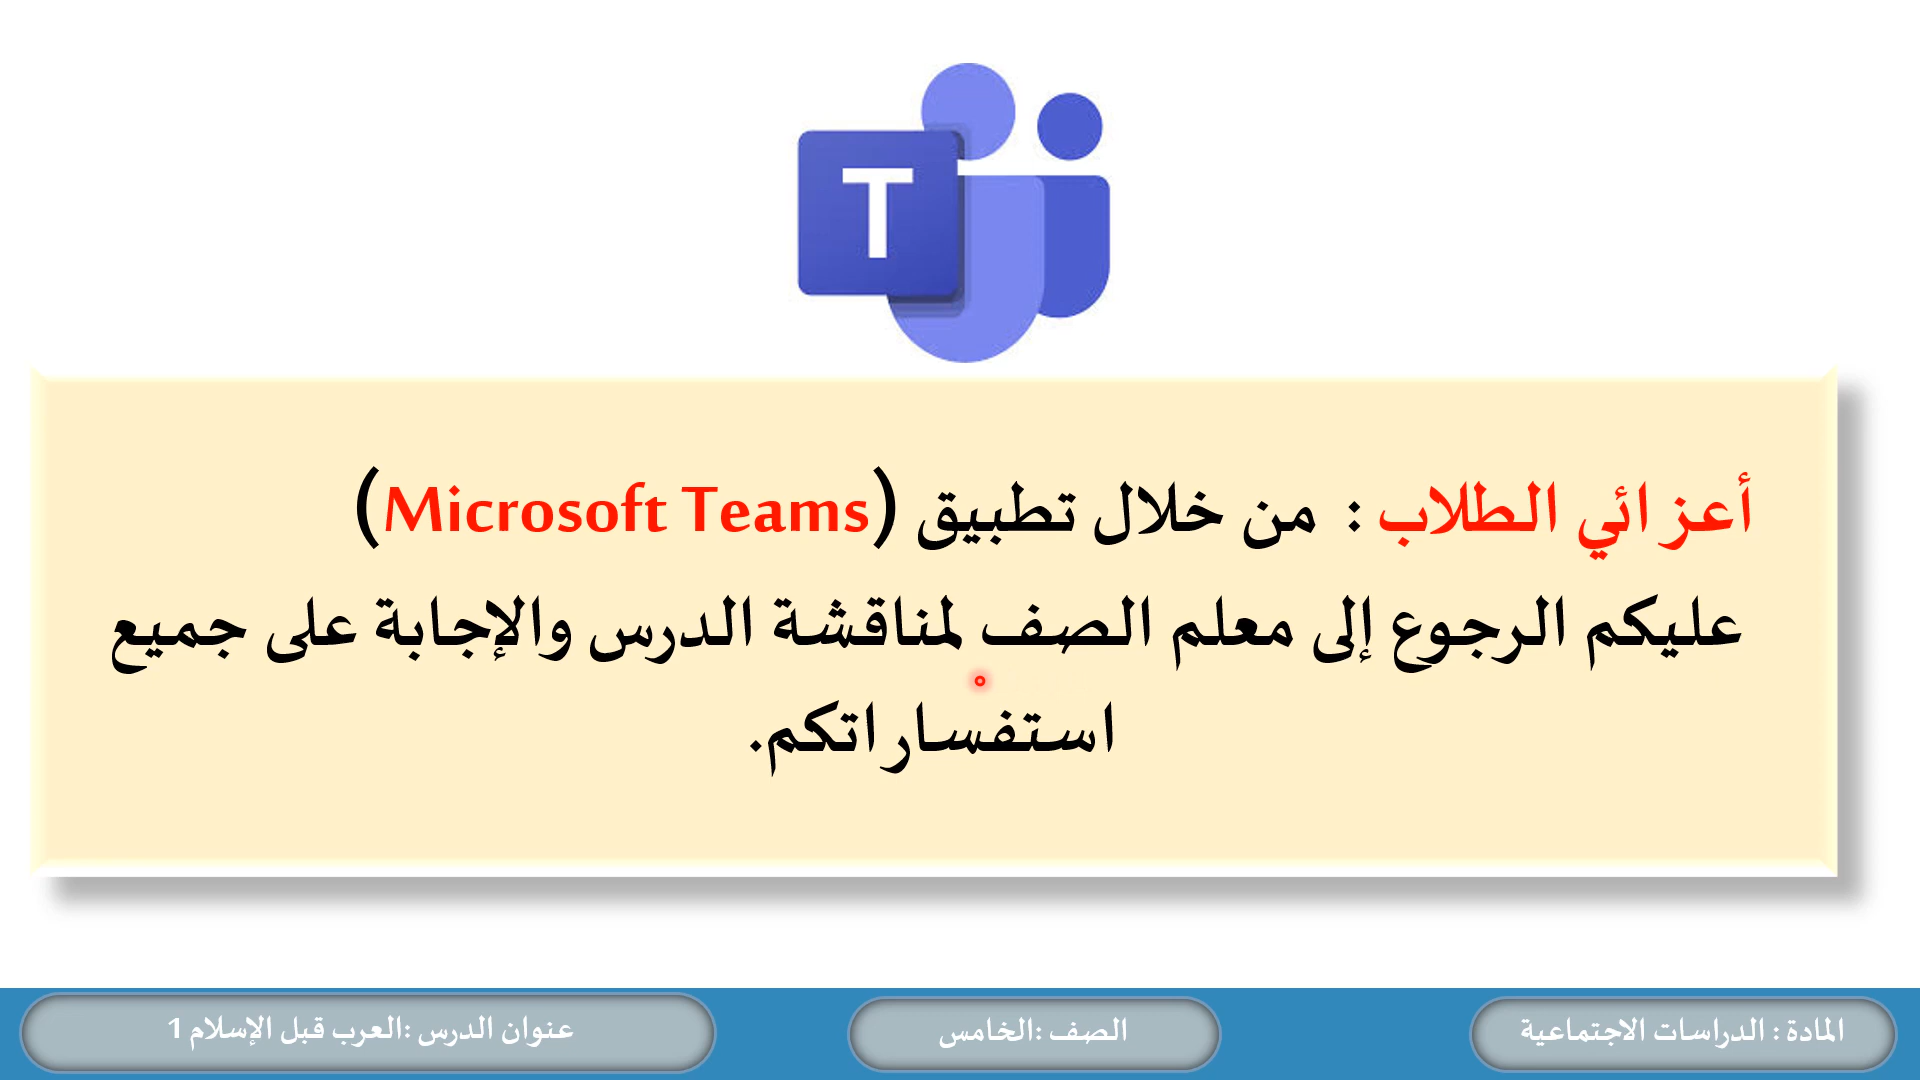 T
أعزائي الطلاب : من خلال تطبيق (Microsoft Teams)
عليكم الرجوع إلى معلم الصف لمناقشة الدرس والإجابة على جميع
استفساراتكم.
المادة : الدراسات الاجتماعية
الصف :الخامس
عنوان الدرس :العرب قبل الإسلام 1